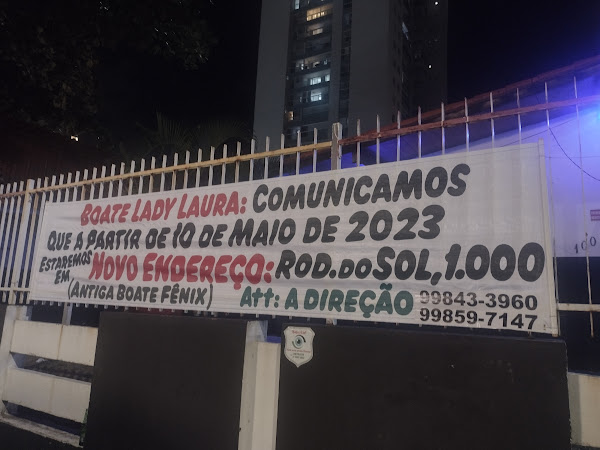 BOATE LADY LAURA: COMUNICAMOS
QUE A PARTIR DE 10 DE MAIO DE 2023
ESTAREMOS EM NOVO ENDEREÇO: ROD. DO SOL, 1.000
(ANTIGA BOATE FÊNIX) Att: A DIREÇÃO 99843-3960
99859-7147